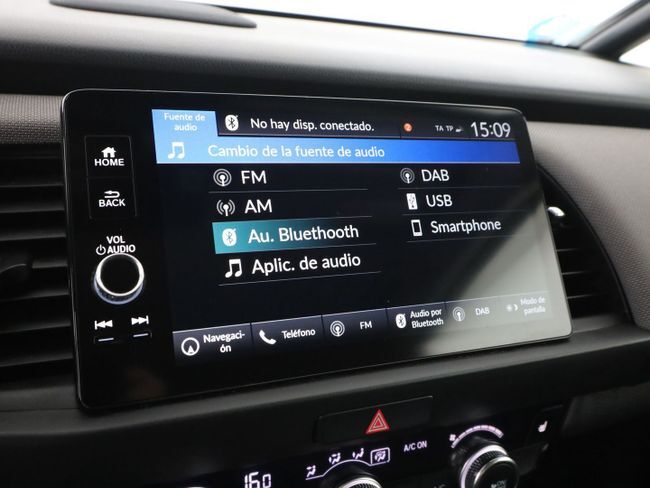 Fuente de
audio
No hay disp. conectado.
TA TP
15:09
HOME
BACK
VOL
AUDIO
Cambio de la fuente de audio
FM
DAB
AM
USB
Au. Bluethooth
Smartphone
Aplic. de audio
Navegaci-
ón
Teléfono
FM
Audio por
Bluetooth
DAB
Modo de
pantalla
A/C ON
160
ON